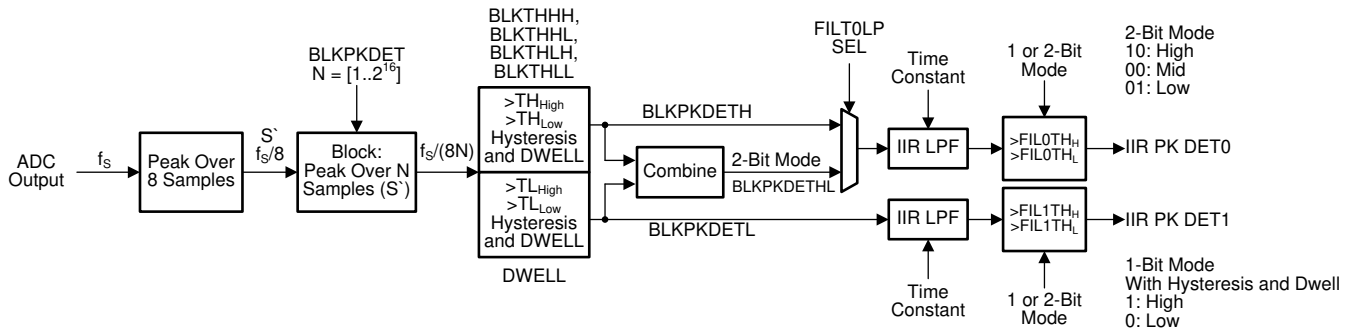 BLKTHHH,
BLKTHHL,
BLKTHLH,
BLKTHLL
BLKPKDET
N = [1..2^16]
FILT0LP
SEL
Time
Constant
1 or 2-Bit
Mode
2-Bit Mode
10: High
00: Mid
01: Low
ADC
Output
fS
Peak Over
8 Samples
S`
fS/8
Block:
Peak Over N
Samples (S`)
fS/(8N)
>THHigh
>THLow
Hysteresis
and DWELL
>TLHigh
>TLLow
Hysteresis
and DWELL
DWELL
BLKPKDETH
Combine
2-Bit Mode
BLKPKDETHL
BLKPKDETL
IIR LPF
>FIL0THH
>FIL0THL
IIR PK DET0
IIR LPF
>FIL1THH
>FIL1THL
IIR PK DET1
Time
Constant
1 or 2-Bit
Mode
1-Bit Mode
With Hysteresis and Dwell
1: High
0: Low